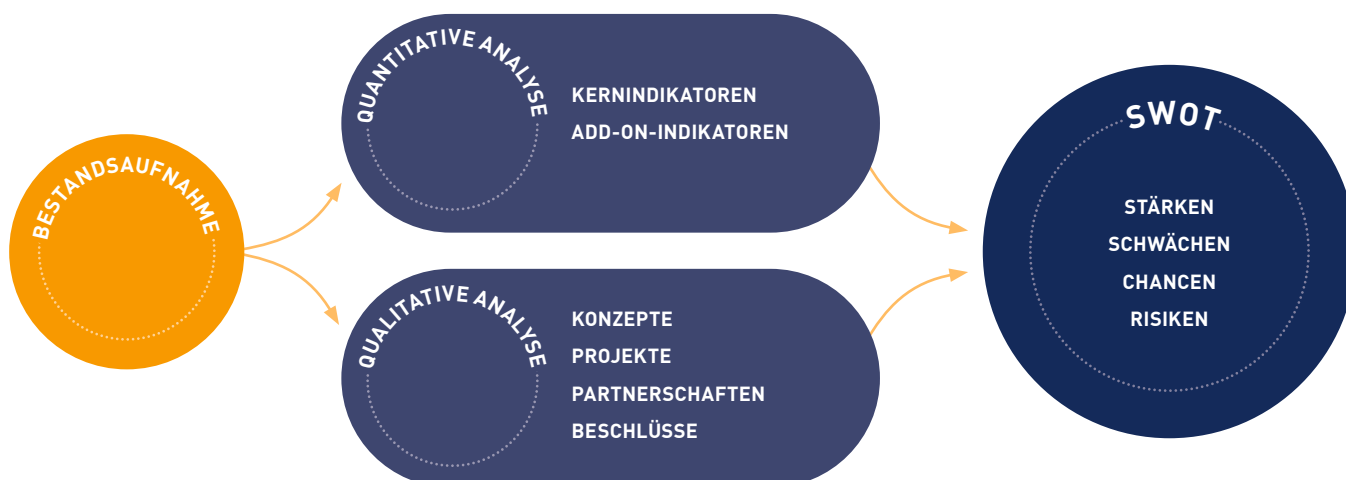 BESTANDSAUFNAHME
QUANTITATIVE ANALYSE
KERNINDIKATOREN
ADD-ON-INDIKATOREN
QUALITATIVE ANALYSE
KONZEPTE
PROJEKTE
PARTNERSCHAFTEN
BESCHLÜSSE
SWOT
STÄRKEN
SCHWÄCHEN
CHANCEN
RISIKEN